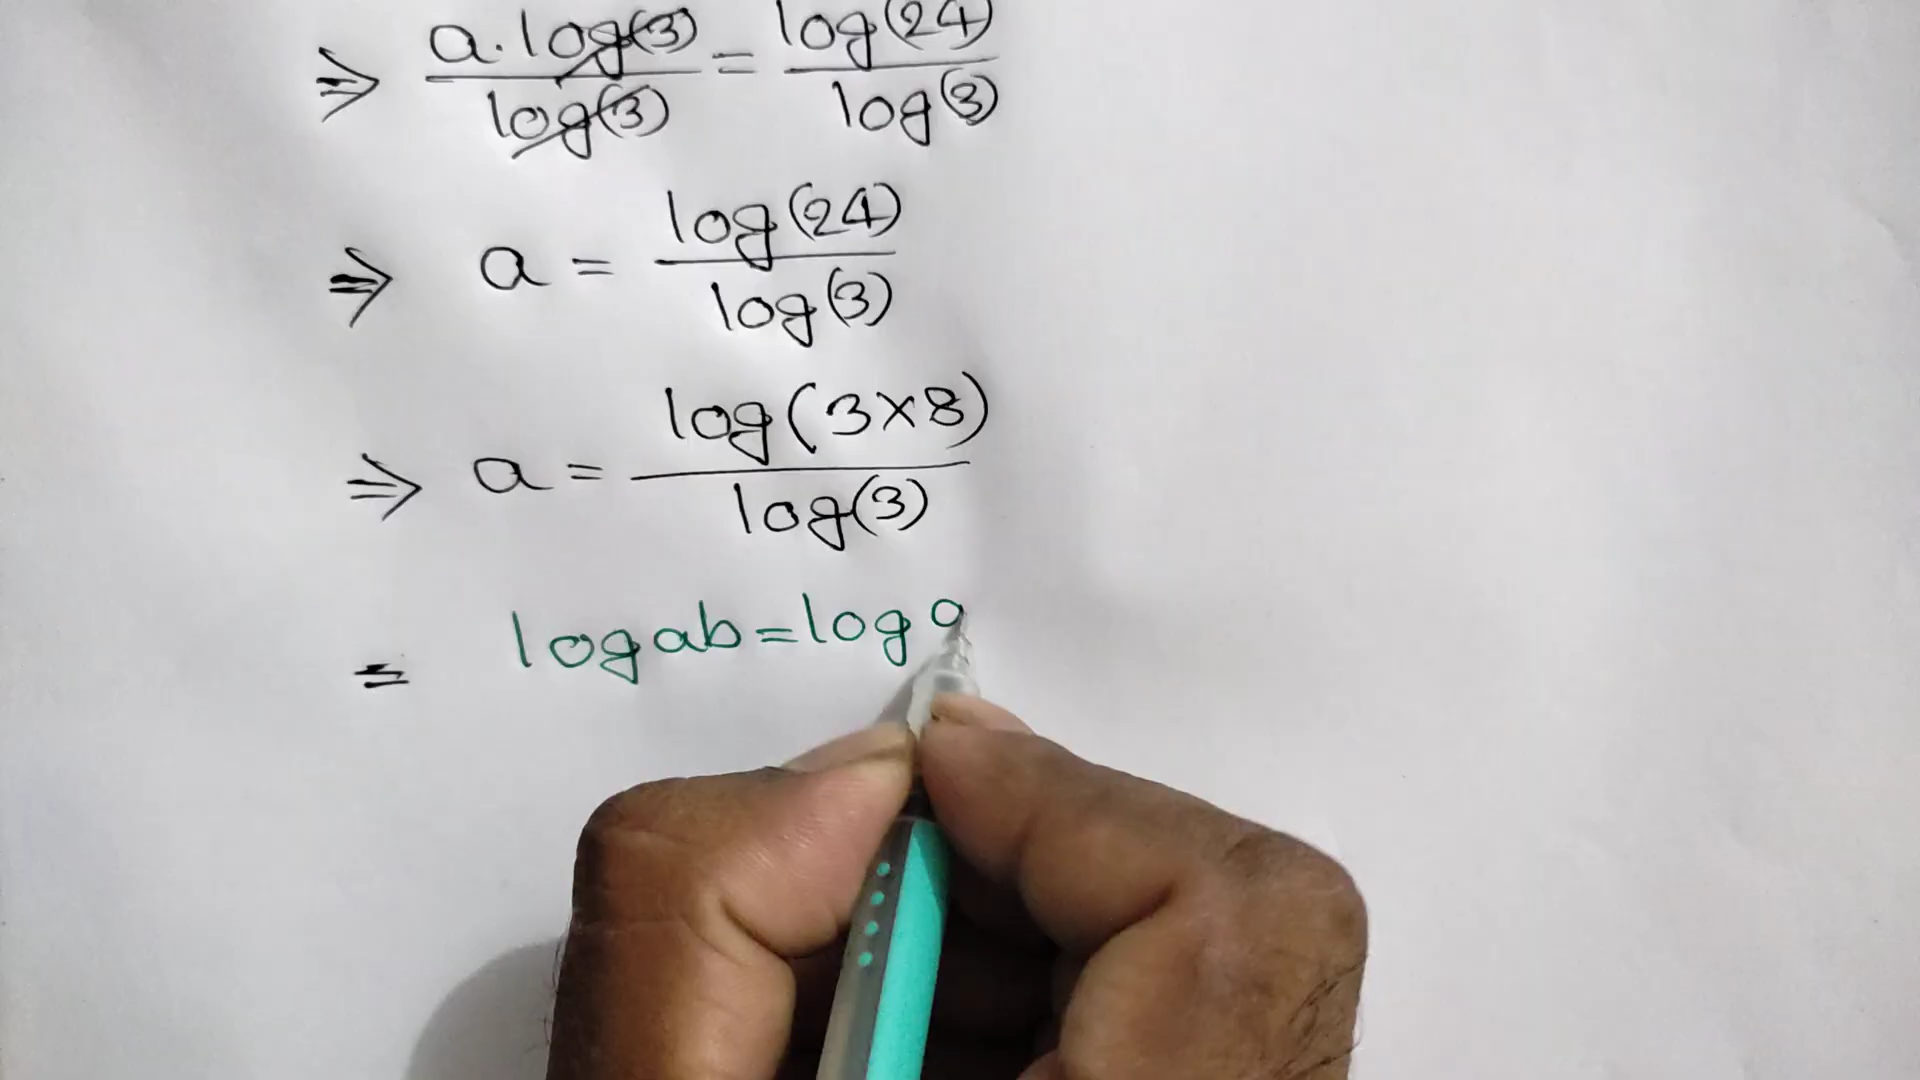 ⇒ a.log(3)/log(3) = log(24)/log(3)
⇒ a = log(24)/log(3)
⇒ a = log(3×8)/log(3)
= log ab = log a